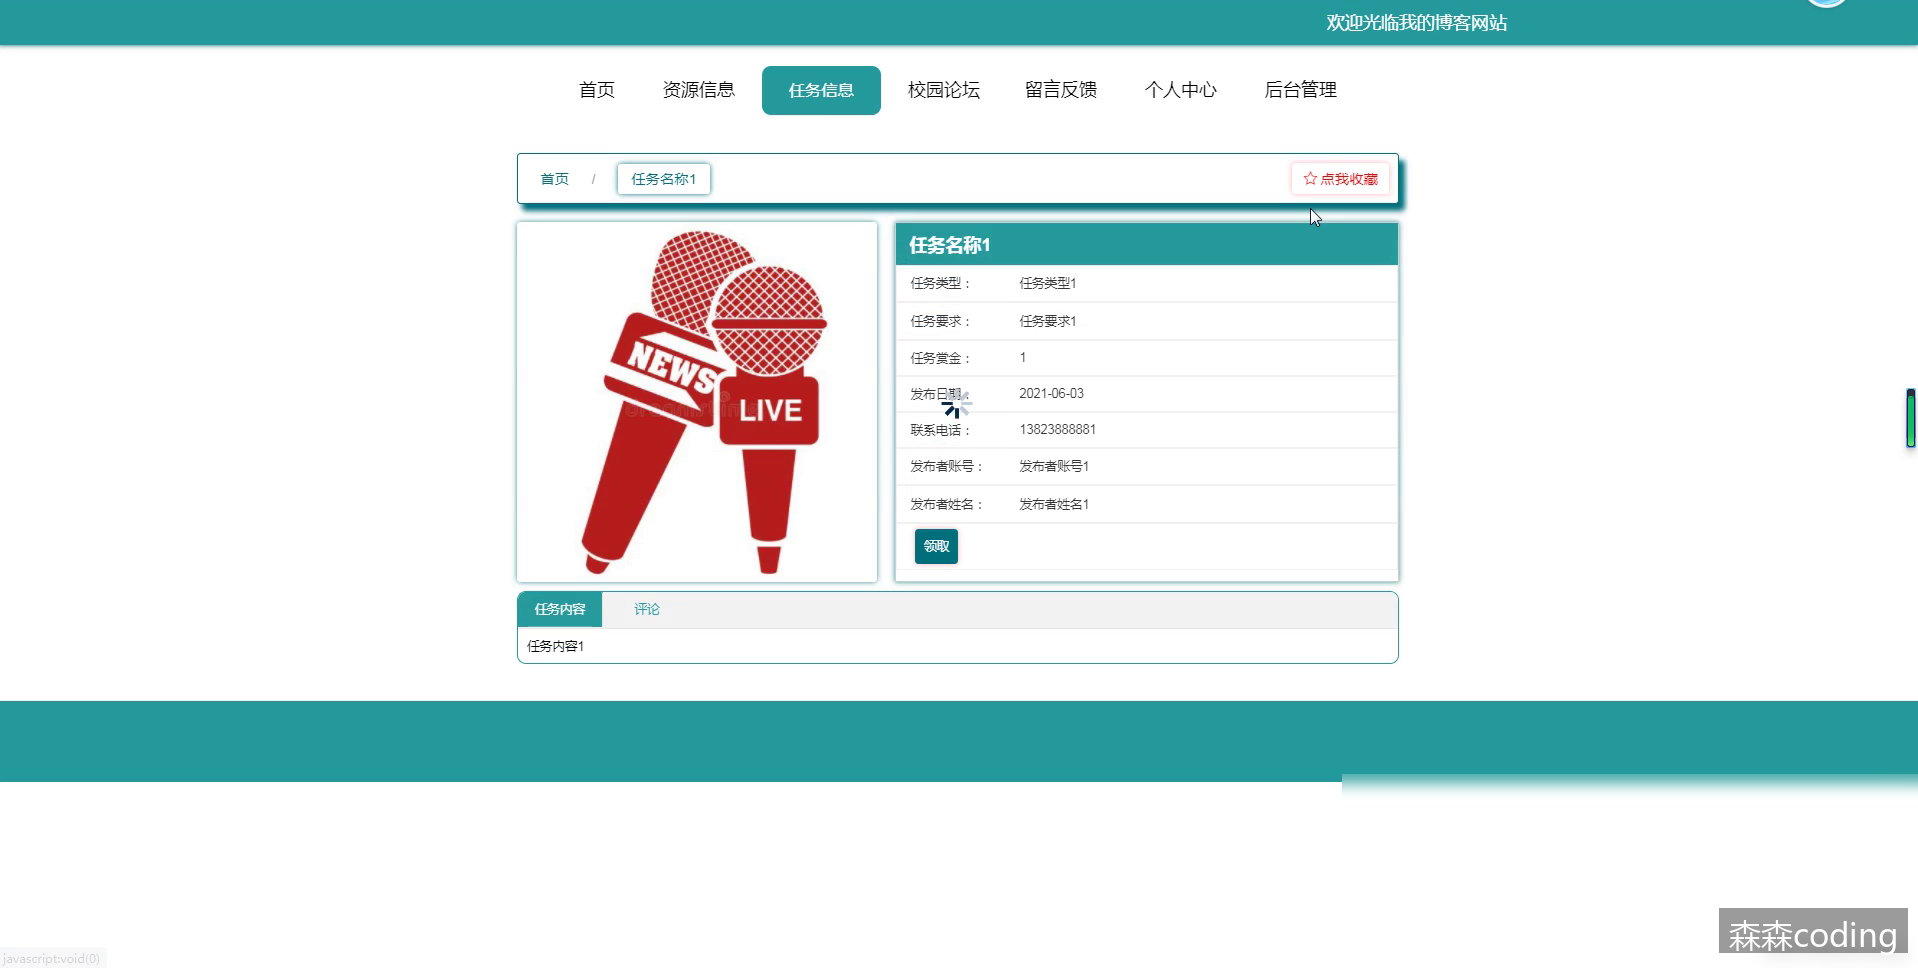 欢迎光临我的博客网站
首页 资源信息 任务信息 校园论坛 留言反馈 个人中心 后台管理
首页 / 任务名称1 ☆ 点我收藏
NEWS
LIVE
任务名称1
任务类型： 任务类型1
任务要求： 任务要求1
任务赏金： 1
发布日期： 2021-06-03
联系电话： 13823888881
发布者账号： 发布者账号1
发布者姓名： 发布者姓名1
领取
任务内容 评论
任务内容1
森森coding
javascript:void(0)